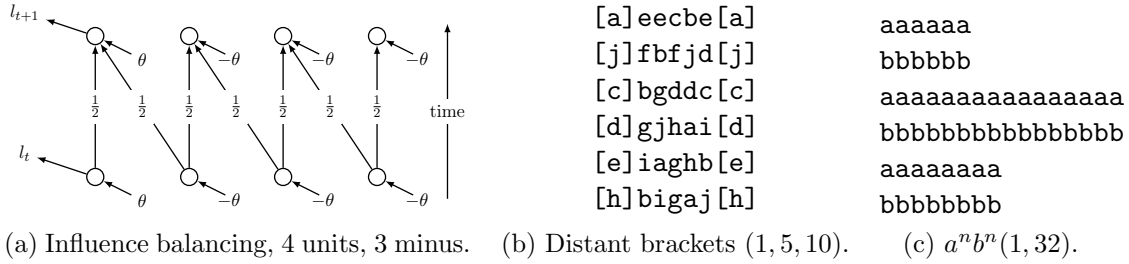 l_{t+1}
θ −θ −θ −θ
1/2 1/2 1/2 1/2 1/2 1/2 1/2 time
l_t
θ −θ −θ −θ
(a) Influence balancing, 4 units, 3 minus.
[a]eecbe[a]
[j]fbfjd[j]
[c]bgddc[c]
[d]gjhai[d]
[e]iaghb[e]
[h]bigaj[h]
(b) Distant brackets (1, 5, 10).
aaaaaa
bbbbbb
aaaaaaaaaaaaaaaa
bbbbbbbbbbbbbbbb
aaaaaaaa
bbbbbbbb
(c) aⁿbⁿ(1, 32).